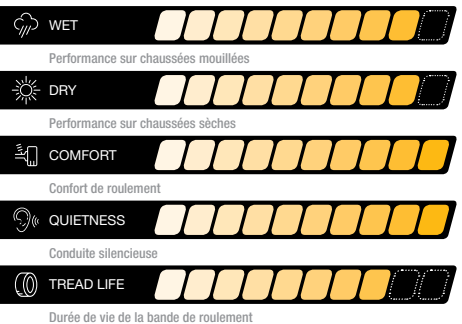 WET
Performance sur chaussées mouillées
DRY
Performance sur chaussées sèches
COMFORT
Confort de roulement
QUIETNESS
Conduite silencieuse
TREAD LIFE
Durée de vie de la bande de roulement